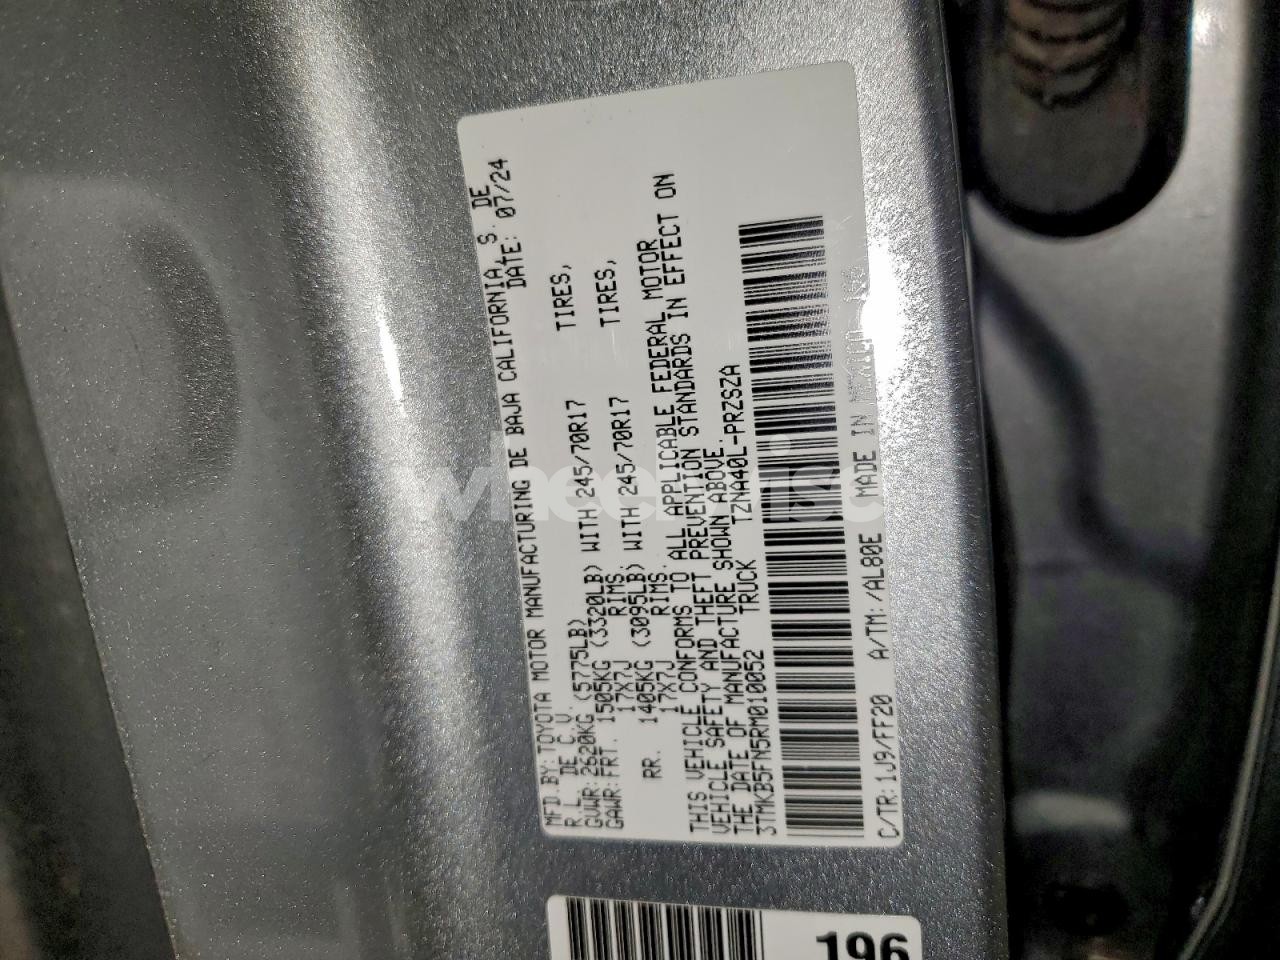 MFD.BY:TOYOTA MOTOR MANUFACTURING DE BAJA CALIFORNIA, S. DE
R.L. DE C.V. DATE: 07/24
GVWR:2620KG (5775LB)
GAWR:FRT. 1505KG (3320LB) WITH 245/70R17 TIRES,
17X7J RIMS.
RR. 1405KG (3095LB) WITH 245/70R17 TIRES,
17X7J RIMS.
THIS VEHICLE CONFORMS TO ALL APPLICABLE FEDERAL MOTOR
VEHICLE SAFETY AND THEFT PREVENTION STANDARDS IN EFFECT ON
THE DATE OF MANUFACTURE SHOWN ABOVE.
3TMKB5FN5RM010052 TRUCK TZNA40L-PRZSZA
C/TR:1J9/FF20 A/TM:/AL80E MADE IN
196
wheelwise